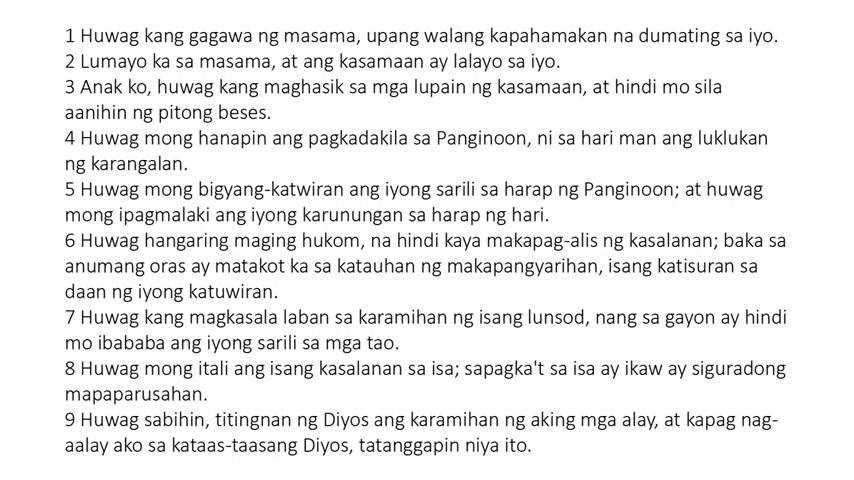 1 Huwag kang gagawa ng masama, upang walang kapahamakan na dumating sa iyo.
2 Lumayo ka sa masama, at ang kasamaan ay lalayo sa iyo.
3 Anak ko, huwag kang maghasik sa mga lupain ng kasamaan, at hindi mo sila
aanihin ng pitong beses.
4 Huwag mong hanapin ang pagkadakila sa Panginoon, ni sa hari man ang luklukan
ng karangalan.
5 Huwag mong bigyang-katwiran ang iyong sarili sa harap ng Panginoon; at huwag
mong ipagmalaki ang iyong karunungan sa harap ng hari.
6 Huwag hangaring maging hukom, na hindi kaya makapag-alis ng kasalanan; baka sa
anumang oras ay matakot ka sa katauhan ng makapangyarihan, isang katisuran sa
daan ng iyong katuwiran.
7 Huwag kang magkasala laban sa karamihan ng isang lunsod, nang sa gayon ay hindi
mo ibababa ang iyong sarili sa mga tao.
8 Huwag mong itali ang isang kasalanan sa isa; sapagka't sa isa ay ikaw ay siguradong
mapaparusahan.
9 Huwag sabihin, titingnan ng Diyos ang karamihan ng aking mga alay, at kapag nag-
aalay ako sa kataas-taasang Diyos, tatanggapin niya ito.